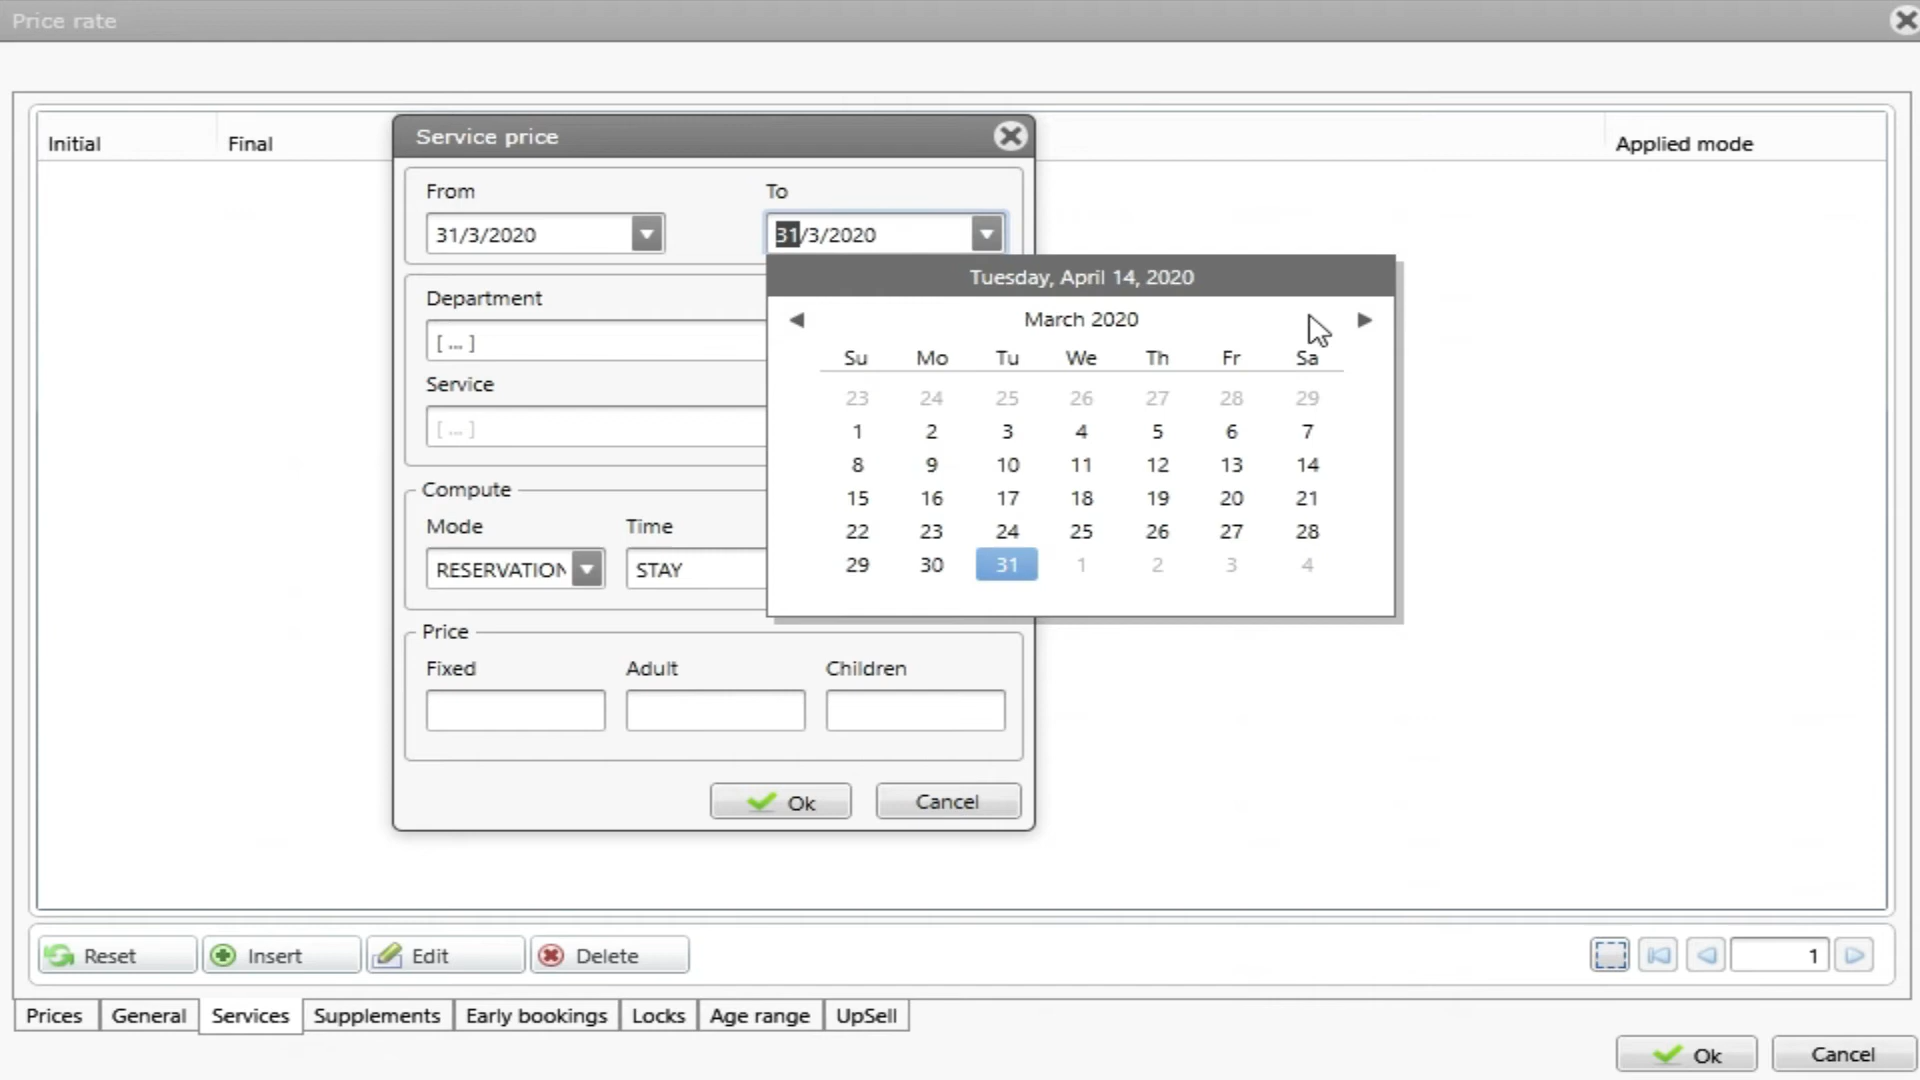 Price rate
Initial Final Applied mode
Service price
From To
31/3/2020 31/3/2020
Tuesday, April 14, 2020
March 2020
Su Mo Tu We Th Fr Sa
23 24 25 26 27 28 29
1 2 3 4 5 6 7
8 9 10 11 12 13 14
15 16 17 18 19 20 21
22 23 24 25 26 27 28
29 30 31 1 2 3 4
Department
[ ... ]
Service
[ ... ]
Compute
Mode Time
RESERVATION STAY
Price
Fixed Adult Children
Ok Cancel
Reset Insert Edit Delete 1
Prices General Services Supplements Early bookings Locks Age range UpSell
Ok Cancel